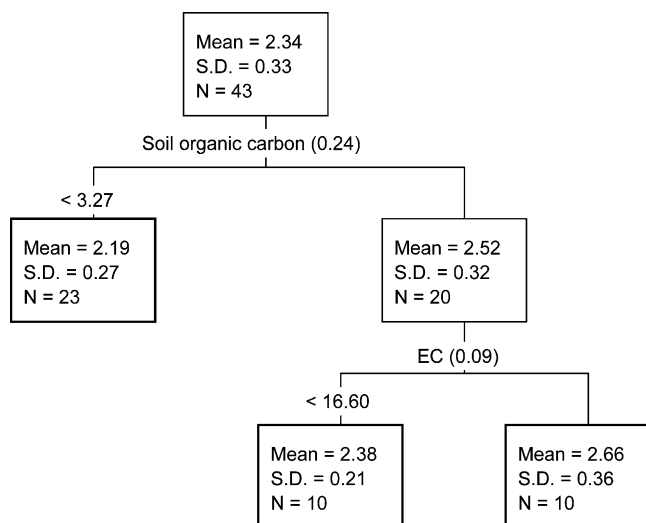 Mean = 2.34
S.D. = 0.33
N = 43
Soil organic carbon (0.24)
< 3.27
Mean = 2.19
S.D. = 0.27
N = 23
Mean = 2.52
S.D. = 0.32
N = 20
EC (0.09)
< 16.60
Mean = 2.38
S.D. = 0.21
N = 10
Mean = 2.66
S.D. = 0.36
N = 10